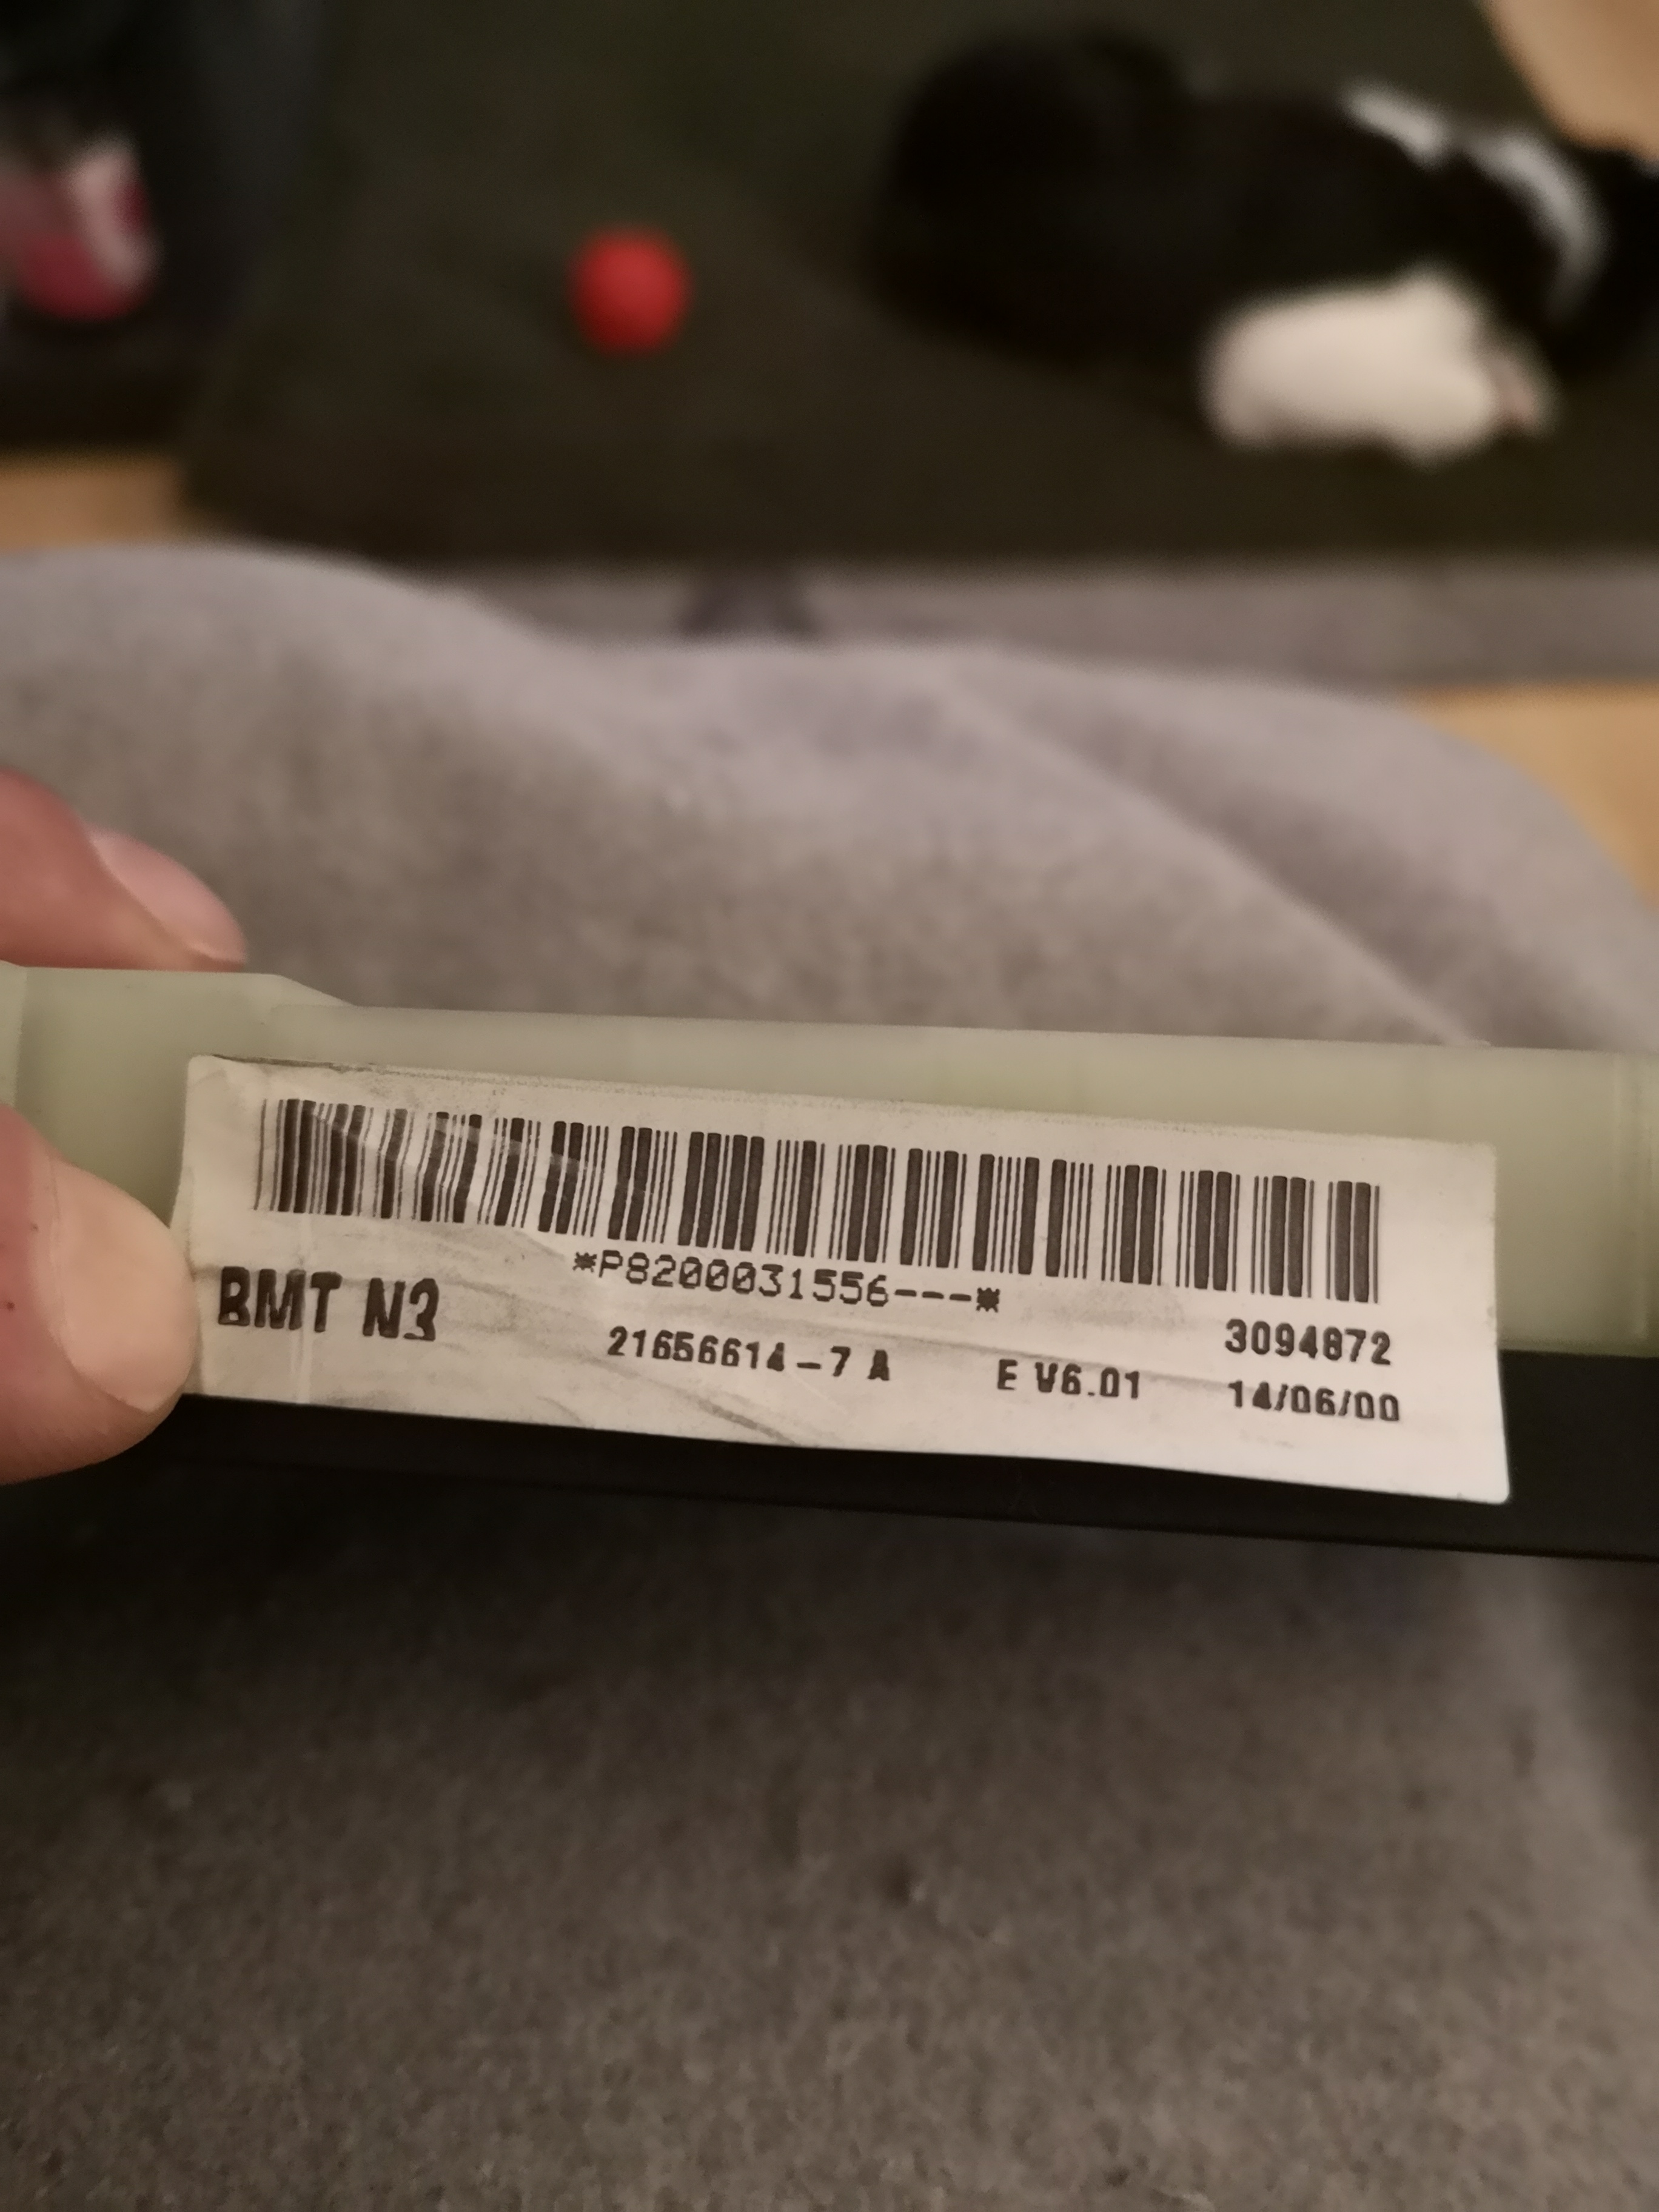 *P8200031556---*
BMT N3
21656614-7 A E V6.01
3094872
14/06/00